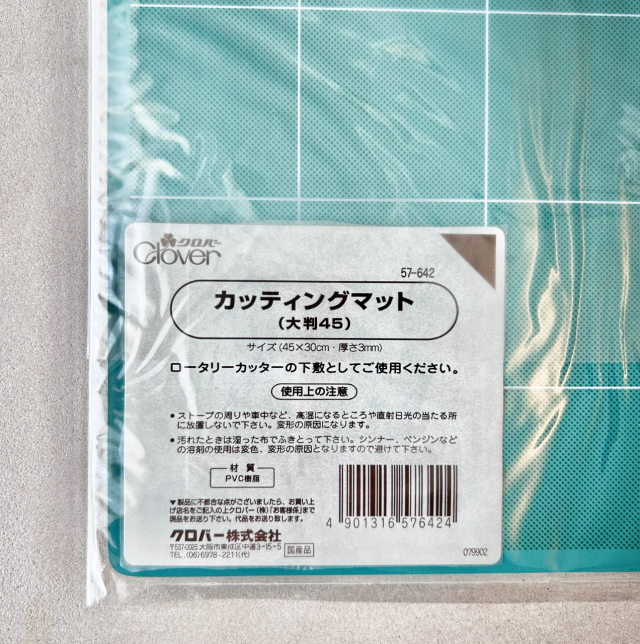 クロバー
Clover
57-642
カッティングマット
(大判45)
サイズ(45×30cm・厚さ3mm)
ロータリーカッターの下敷としてご使用ください。
使用上の注意
●ストーブの周りや車中など、高温になるところや直射日光の当たる所
に放置しないで下さい。変形の原因になります。
●汚れたときは湿った布でふきとって下さい。シンナー、ベンジンなど
の溶剤の使用は変色、変形の原因となりますので避けて下さい。
材質
PVC樹脂
▼製品に不都合な点がございましたら、お買い上
げ店名をご記入の上クロバー(株)「お客様係」まで
現品をお送り下さい。代品をお送り致します。
クロバー株式会社
〒537-0025 大阪市東成区中道3-15-5
TEL.(06)6978-2211(代)
国産品
4 901316 576424
079902